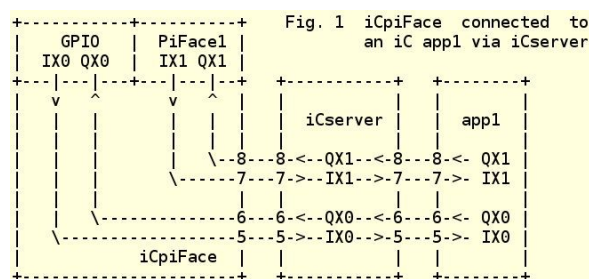 +-----------+----------+    Fig. 1  iCpiFace  connected  to
|   GPIO    | PiFace1  |            an iC app1 via iCserver
|  IX0 QX0  |  IX1 QX1 |
+---|---|---+---|---|--+   +-----------+   +--------+
|   v   ^       v   ^  |   |           |   |        |
|   |   |       |   |  |   |  iCserver |   |  app1  |
|   |   |       |   |  |   |           |   |        |
|   |   |       |   \--8---8-<--QX1--<-8---8-<- QX1 |
|   |   |       \------7---7->--IX1-->-7---7->- IX1 |
|   |   |              |   |           |   |        |
|   |   \--------------6---6-<--QX0--<-6---6-<- QX0 |
|   \------------------5---5->--IX0-->-5---5->- IX0 |
|           iCpiFace   |   |           |   |        |
+----------------------+   +-----------+   +--------+